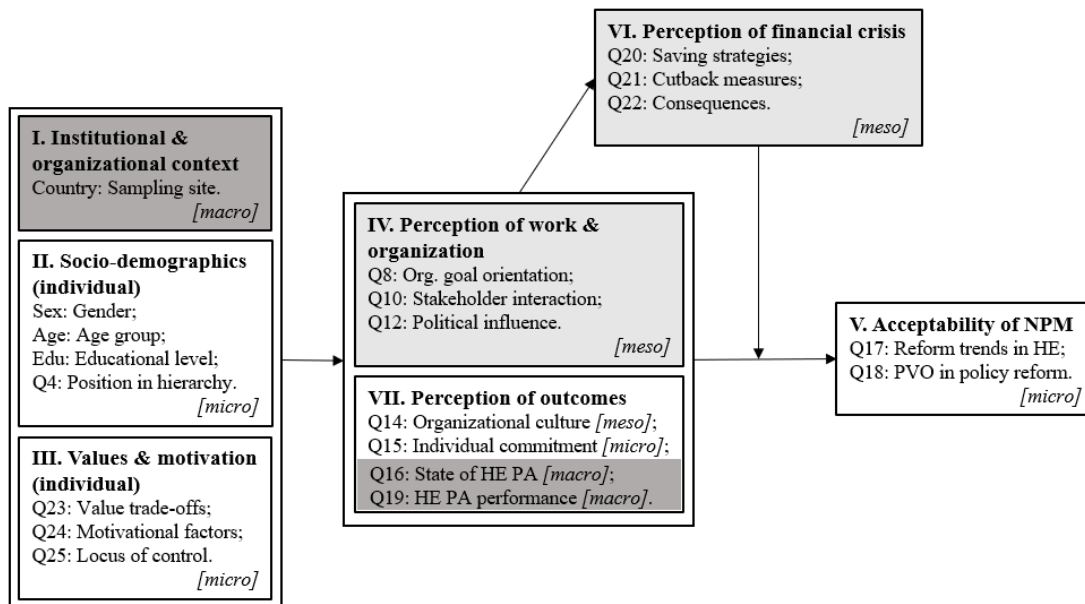 VI. Perception of financial crisis
Q20: Saving strategies;
Q21: Cutback measures;
Q22: Consequences.
[meso]
I. Institutional &
organizational context
Country: Sampling site.
[macro]
II. Socio-demographics
(individual)
Sex: Gender;
Age: Age group;
Edu: Educational level;
Q4: Position in hierarchy.
[micro]
III. Values & motivation
(individual)
Q23: Value trade-offs;
Q24: Motivational factors;
Q25: Locus of control.
[micro]
IV. Perception of work &
organization
Q8: Org. goal orientation;
Q10: Stakeholder interaction;
Q12: Political influence.
[meso]
VII. Perception of outcomes
Q14: Organizational culture [meso];
Q15: Individual commitment [micro];
Q16: State of HE PA [macro];
Q19: HE PA performance [macro].
V. Acceptability of NPM
Q17: Reform trends in HE;
Q18: PVO in policy reform.
[micro]